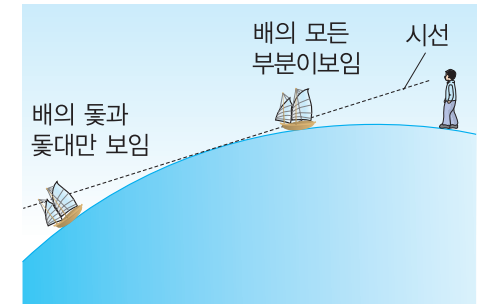 배의 모든
부분이보임
시선
배의 돛과
돛대만 보임